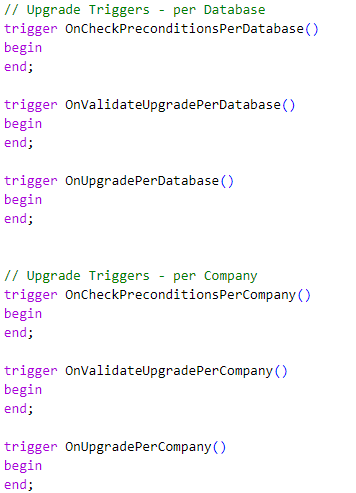 // Upgrade Triggers - per Database
trigger OnCheckPreconditionsPerDatabase()
begin
end;
trigger OnValidateUpgradePerDatabase()
begin
end;
trigger OnUpgradePerDatabase()
begin
end;
// Upgrade Triggers - per Company
trigger OnCheckPreconditionsPerCompany()
begin
end;
trigger OnValidateUpgradePerCompany()
begin
end;
trigger OnUpgradePerCompany()
begin
end;